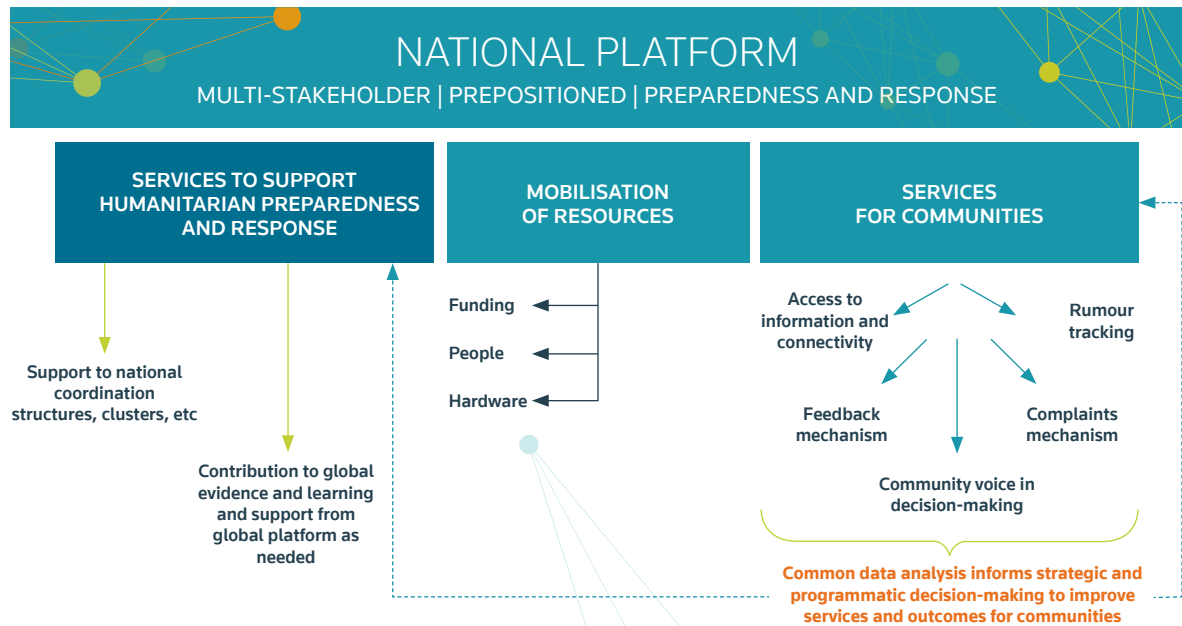 NATIONAL PLATFORM
MULTI-STAKEHOLDER | PREPOSITIONED | PREPAREDNESS AND RESPONSE
SERVICES TO SUPPORT
HUMANITARIAN PREPAREDNESS
AND RESPONSE
Support to national
coordination
structures, clusters, etc
Contribution to global
evidence and learning
and support from
global platform as
needed
MOBILISATION
OF RESOURCES
Funding
People
Hardware
SERVICES
FOR COMMUNITIES
Access to
information and
connectivity
Rumour
tracking
Feedback
mechanism
Complaints
mechanism
Community voice in
decision-making
Common data analysis informs strategic and
programmatic decision-making to improve
services and outcomes for communities